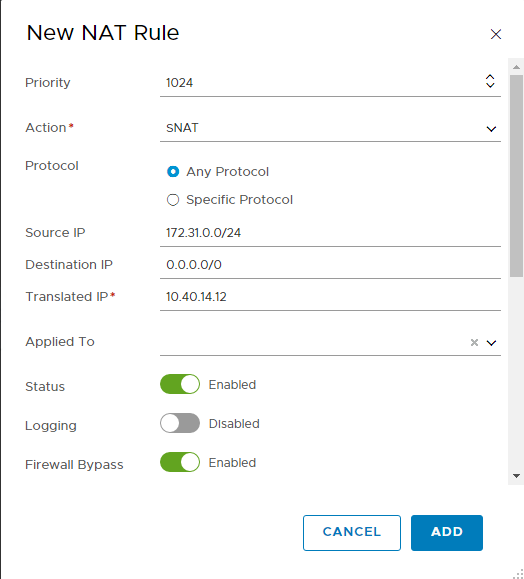 New NAT Rule
Priority 1024
Action* SNAT
Protocol Any Protocol
Specific Protocol
Source IP 172.31.0.0/24
Destination IP 0.0.0.0/0
Translated IP* 10.40.14.12
Applied To
Status Enabled
Logging Disabled
Firewall Bypass Enabled
CANCEL ADD